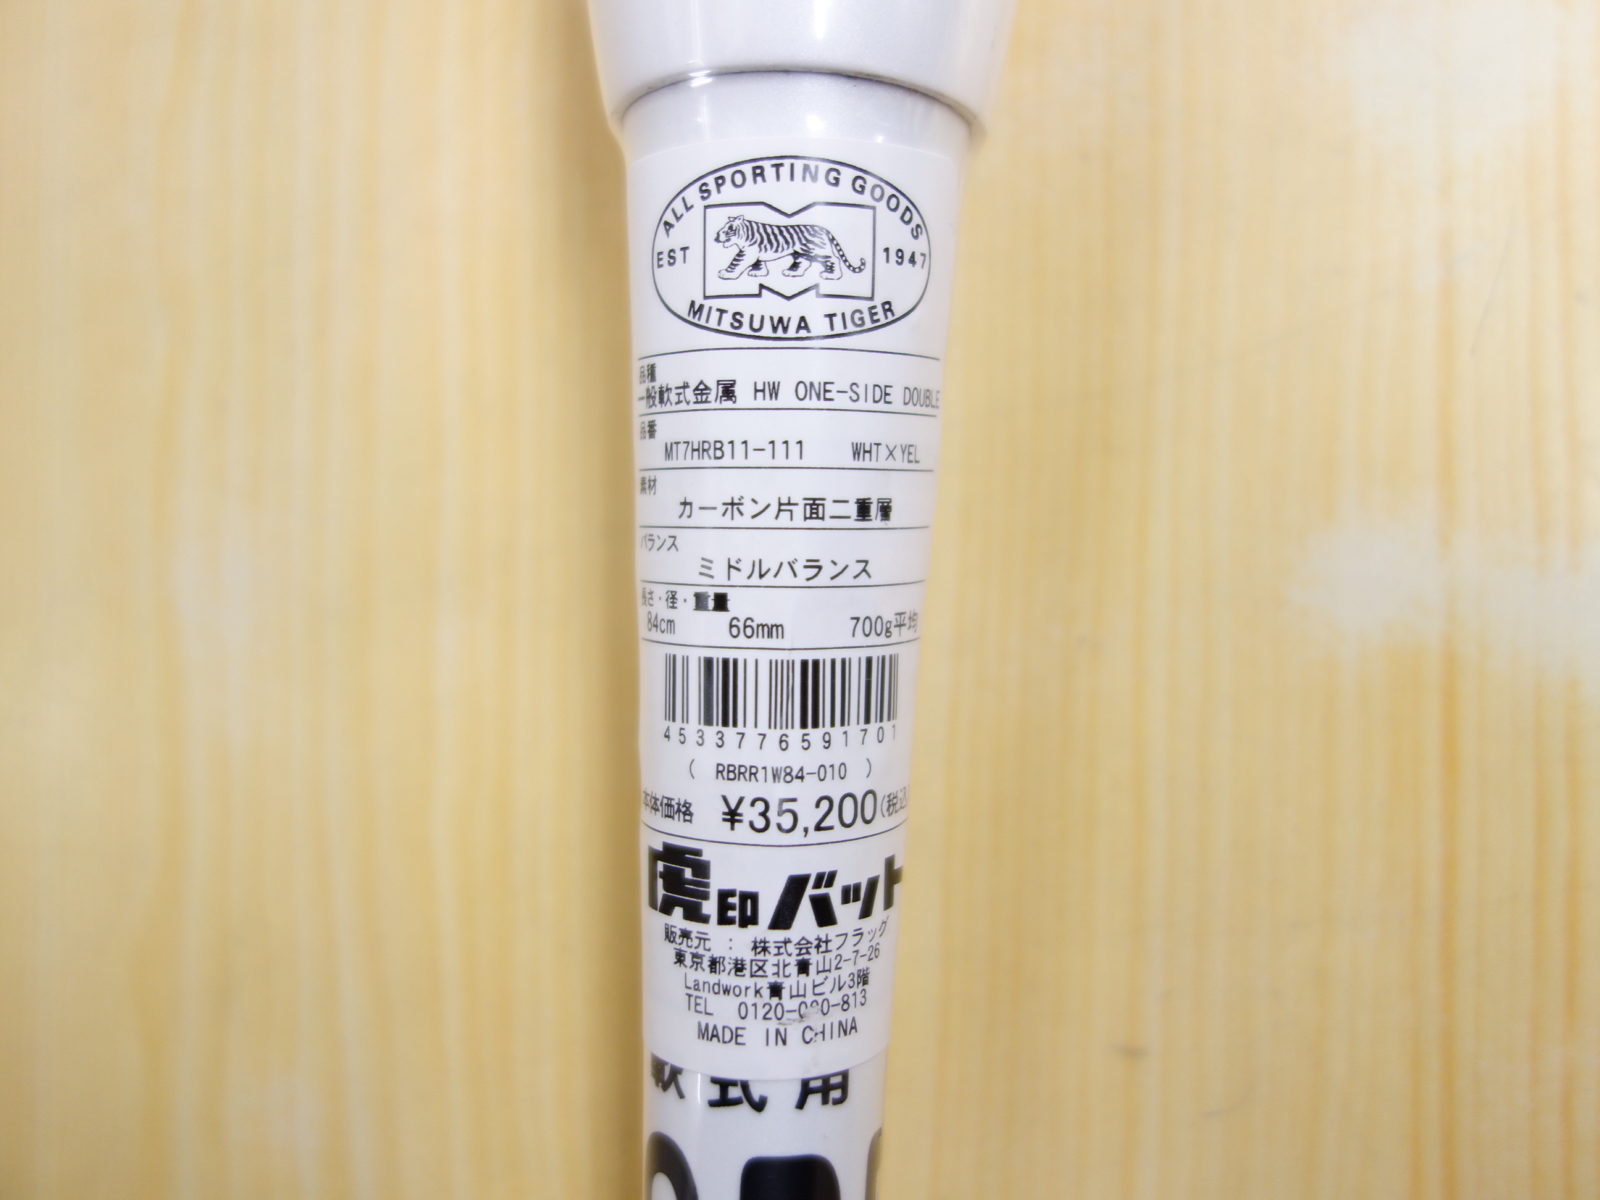 ALL SPORTING GOODS
EST 1947
MITSUWA TIGER
品種
一般軟式金属 HW ONE-SIDE DOUBLE
品番
MT7HRB11-111 WHT×YEL
素材
カーボン片面二重層
バランス
ミドルバランス
長さ・径・重量
84cm 66mm 700g平均
4533776591701
( RBRR1W84-010 )
本体価格 ¥35,200(税込
虎印バット
販売元 : 株式会社フラッグ
東京都港区北青山2-7-26
Landwork青山ビル3階
TEL
MADE IN CHINA
軟式用